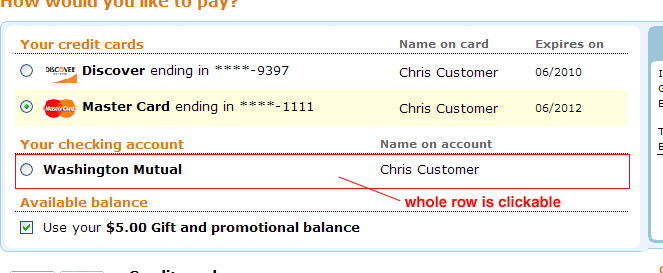 How would you like to pay?
Your credit cards Name on card Expires on
DISCOVER Discover ending in ****-9397 Chris Customer 06/2010
MasterCard Master Card ending in ****-1111 Chris Customer 06/2012
Your checking account Name on account
Washington Mutual Chris Customer
Available balance
whole row is clickable
Use your $5.00 Gift and promotional balance